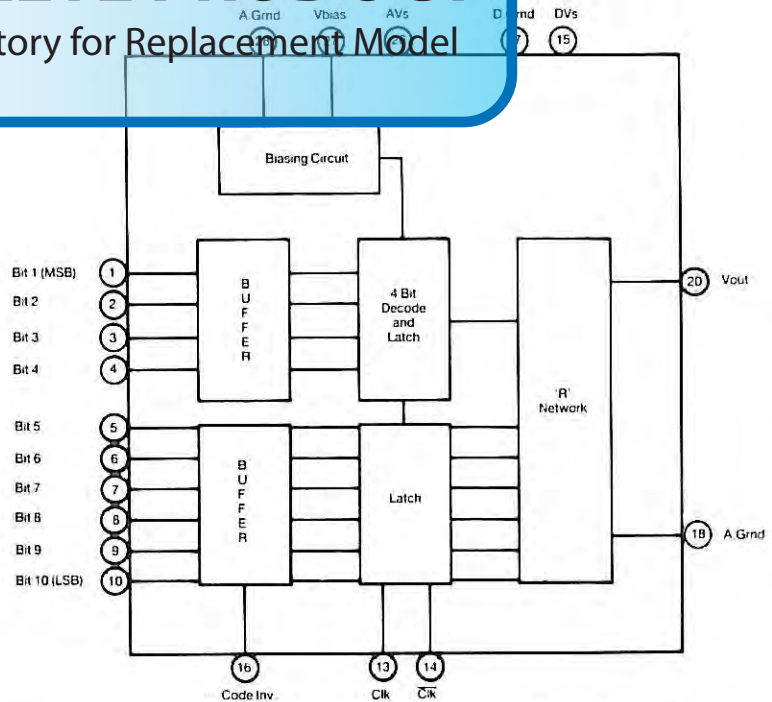 tory for Replacement Model
A.Grnd Vbias AVs D.Grnd DVs
15
Biasing Circuit
Bit 1 (MSB) 1
Bit 2 2
Bit 3 3
Bit 4 4
BUFFER
4 Bit
Decode
and
Latch
20 Vout
'R'
Network
Bit 5 5
Bit 6 6
Bit 7 7
Bit 8 8
Bit 9 9
Bit 10 (LSB) 10
BUFFER
Latch
18 A.Grnd
16 13 14
Code Inv. Clk Clk